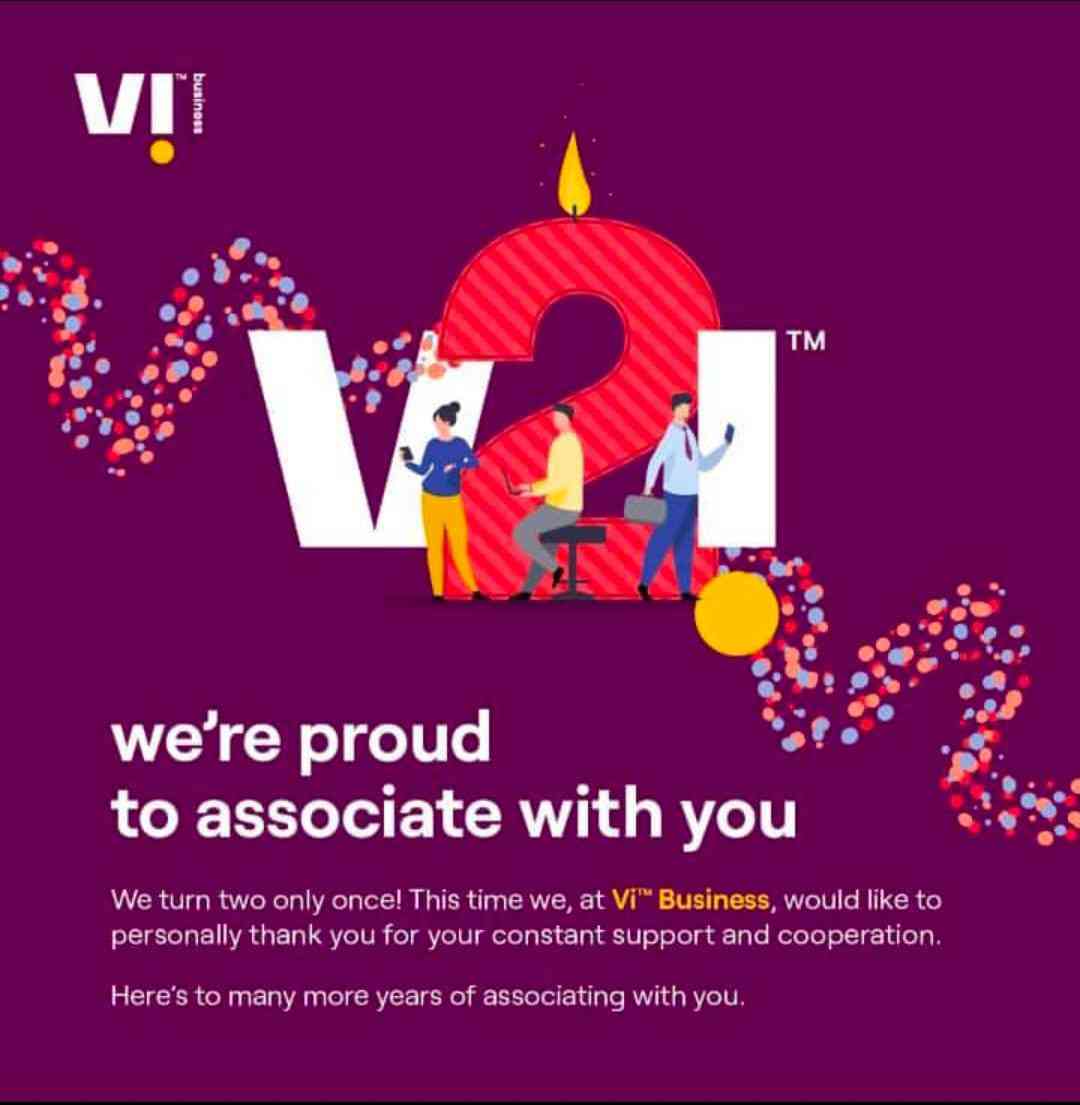 Vi™ business
V2I™
we're proud
to associate with you
We turn two only once! This time we, at Vi™ Business, would like to
personally thank you for your constant support and cooperation.
Here's to many more years of associating with you.